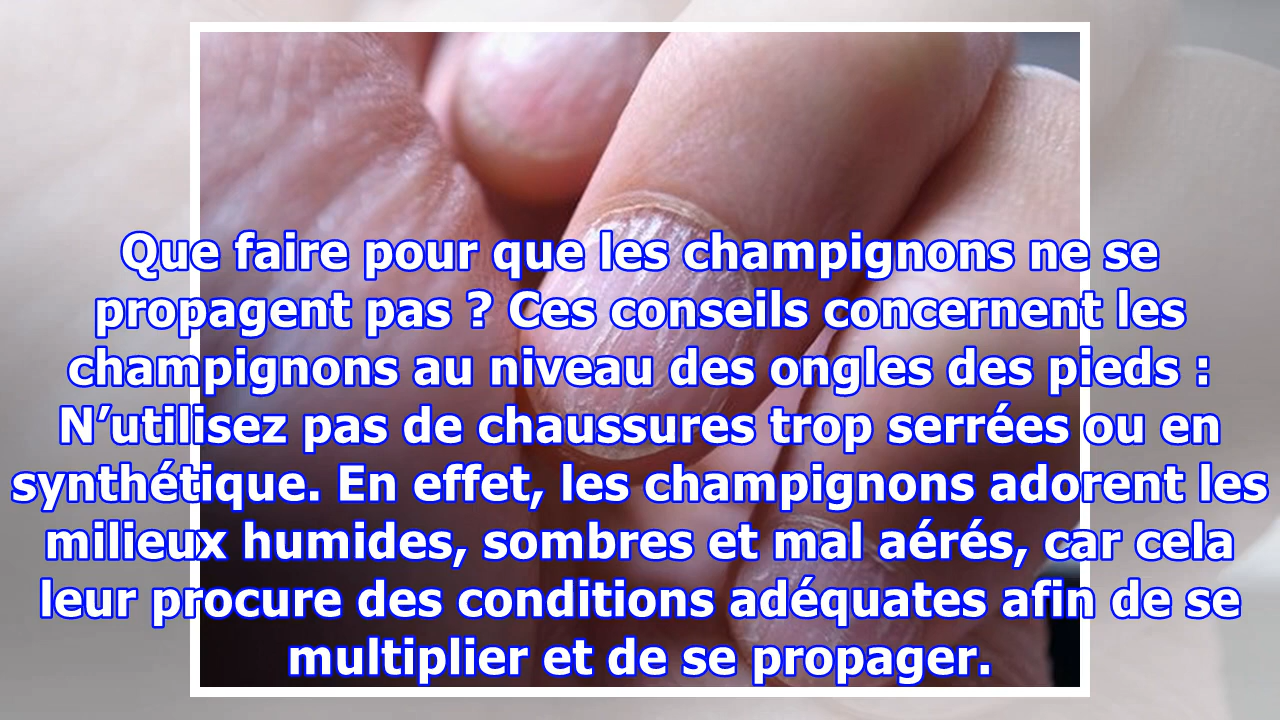 Que faire pour que les champignons ne se
propagent pas ? Ces conseils concernent les
champignons au niveau des ongles des pieds :
N’utilisez pas de chaussures trop serrées ou en
synthétique. En effet, les champignons adorent les
milieux humides, sombres et mal aérés, car cela
leur procure des conditions adéquates afin de se
multiplier et de se propager.